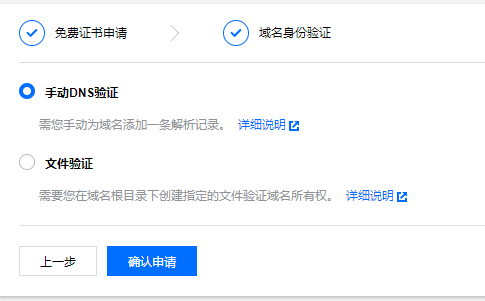 免费证书申请 域名身份验证
手动DNS验证
需您手动为域名添加一条解析记录。 详细说明
文件验证
需要您在域名根目录下创建指定的文件验证域名所有权。 详细说明
上一步 确认申请